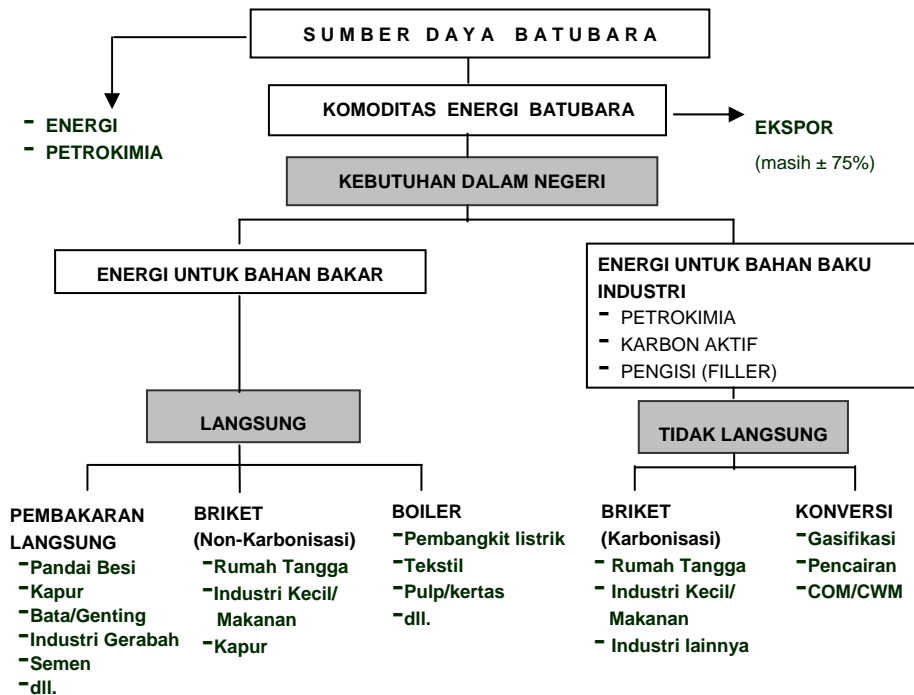 SUMBER DAYA BATUBARA
KOMODITAS ENERGI BATUBARA
- ENERGI
- PETROKIMIA
EKSPOR
(masih ± 75%)
KEBUTUHAN DALAM NEGERI
ENERGI UNTUK BAHAN BAKAR
ENERGI UNTUK BAHAN BAKU
INDUSTRI
- PETROKIMIA
- KARBON AKTIF
- PENGISI (FILLER)
LANGSUNG
TIDAK LANGSUNG
PEMBAKARAN
LANGSUNG
-Pandai Besi
-Kapur
-Bata/Genting
-Industri Gerabah
-Semen
-dll.
BRIKET
(Non-Karbonisasi)
-Rumah Tangga
-Industri Kecil/
Makanan
-Kapur
BOILER
-Pembangkit listrik
-Tekstil
-Pulp/kertas
-dll.
BRIKET
(Karbonisasi)
- Rumah Tangga
- Industri Kecil/
Makanan
- Industri lainnya
KONVERSI
-Gasifikasi
-Pencairan
-COM/CWM